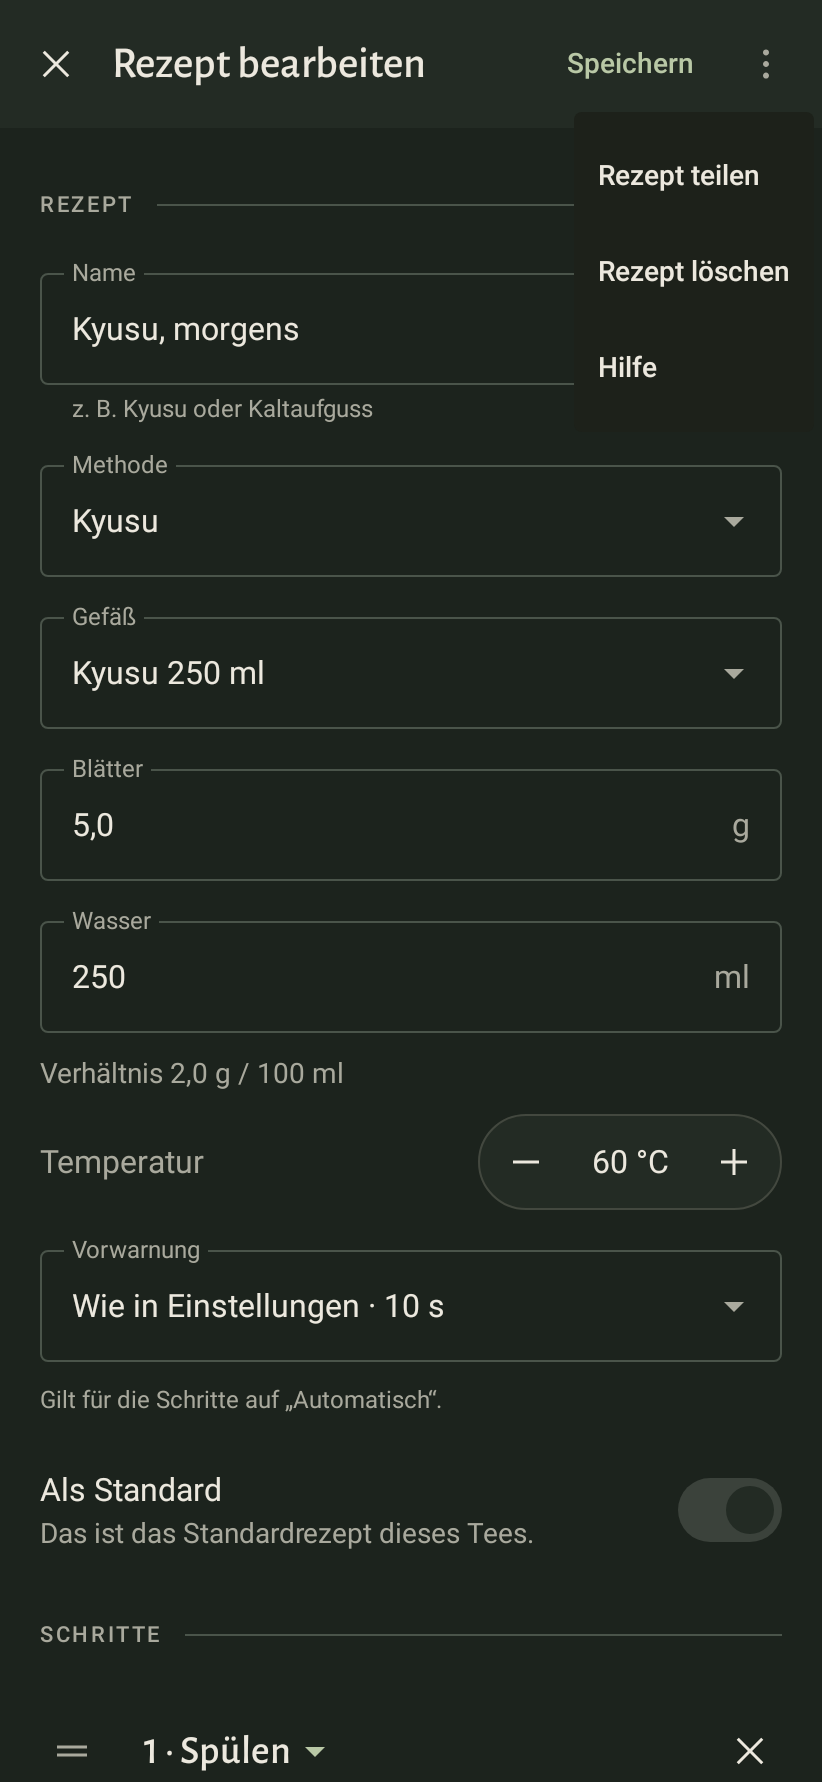 Rezept bearbeiten
Speichern
Rezept teilen
Rezept löschen
Hilfe
REZEPT
Name
Kyusu, morgens
z. B. Kyusu oder Kaltaufguss
Methode
Kyusu
Gefäß
Kyusu 250 ml
Blätter
5,0 g
Wasser
250 ml
Verhältnis 2,0 g / 100 ml
Temperatur
60 °C
Vorwarnung
Wie in Einstellungen · 10 s
Gilt für die Schritte auf „Automatisch“.
Als Standard
Das ist das Standardrezept dieses Tees.
SCHRITTE
1 · Spülen